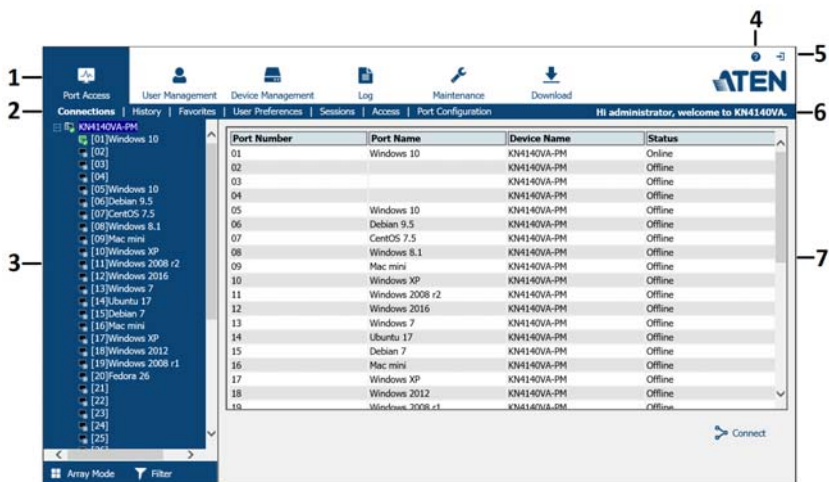 4
1
5
Port Access
User Management
Device Management
Log
Maintenance
Download
ATEN
2
Connections | History | Favorites | User Preferences | Sessions | Access | Port Configuration
Hi administrator, welcome to KN4140VA.
6
KN4140VA-PM
[01]Windows 10
[02]
[03]
[04]
[05]Windows 10
[06]Debian 9.5
[07]CentOS 7.5
[08]Windows 8.1
[09]Mac mini
[10]Windows XP
[11]Windows 2008 r2
[12]Windows 2016
[13]Windows 7
[14]Ubuntu 17
[15]Debian 7
[16]Mac mini
[17]Windows XP
[18]Windows 2012
[19]Windows 2008 r1
[20]Fedora 26
[21]
[22]
[23]
[24]
[25]
3
Array Mode
Filter
Port Number Port Name Device Name Status
01 Windows 10 KN4140VA-PM Online
02 KN4140VA-PM Offline
03 KN4140VA-PM Offline
04 KN4140VA-PM Offline
05 Windows 10 KN4140VA-PM Offline
06 Debian 9.5 KN4140VA-PM Offline
07 CentOS 7.5 KN4140VA-PM Offline
08 Windows 8.1 KN4140VA-PM Offline
09 Mac mini KN4140VA-PM Offline
10 Windows XP KN4140VA-PM Offline
11 Windows 2008 r2 KN4140VA-PM Offline
12 Windows 2016 KN4140VA-PM Offline
13 Windows 7 KN4140VA-PM Offline
14 Ubuntu 17 KN4140VA-PM Offline
15 Debian 7 KN4140VA-PM Offline
16 Mac mini KN4140VA-PM Offline
17 Windows XP KN4140VA-PM Offline
18 Windows 2012 KN4140VA-PM Offline
19 Windows 2008 r1 KN4140VA-PM Offline
7
Connect